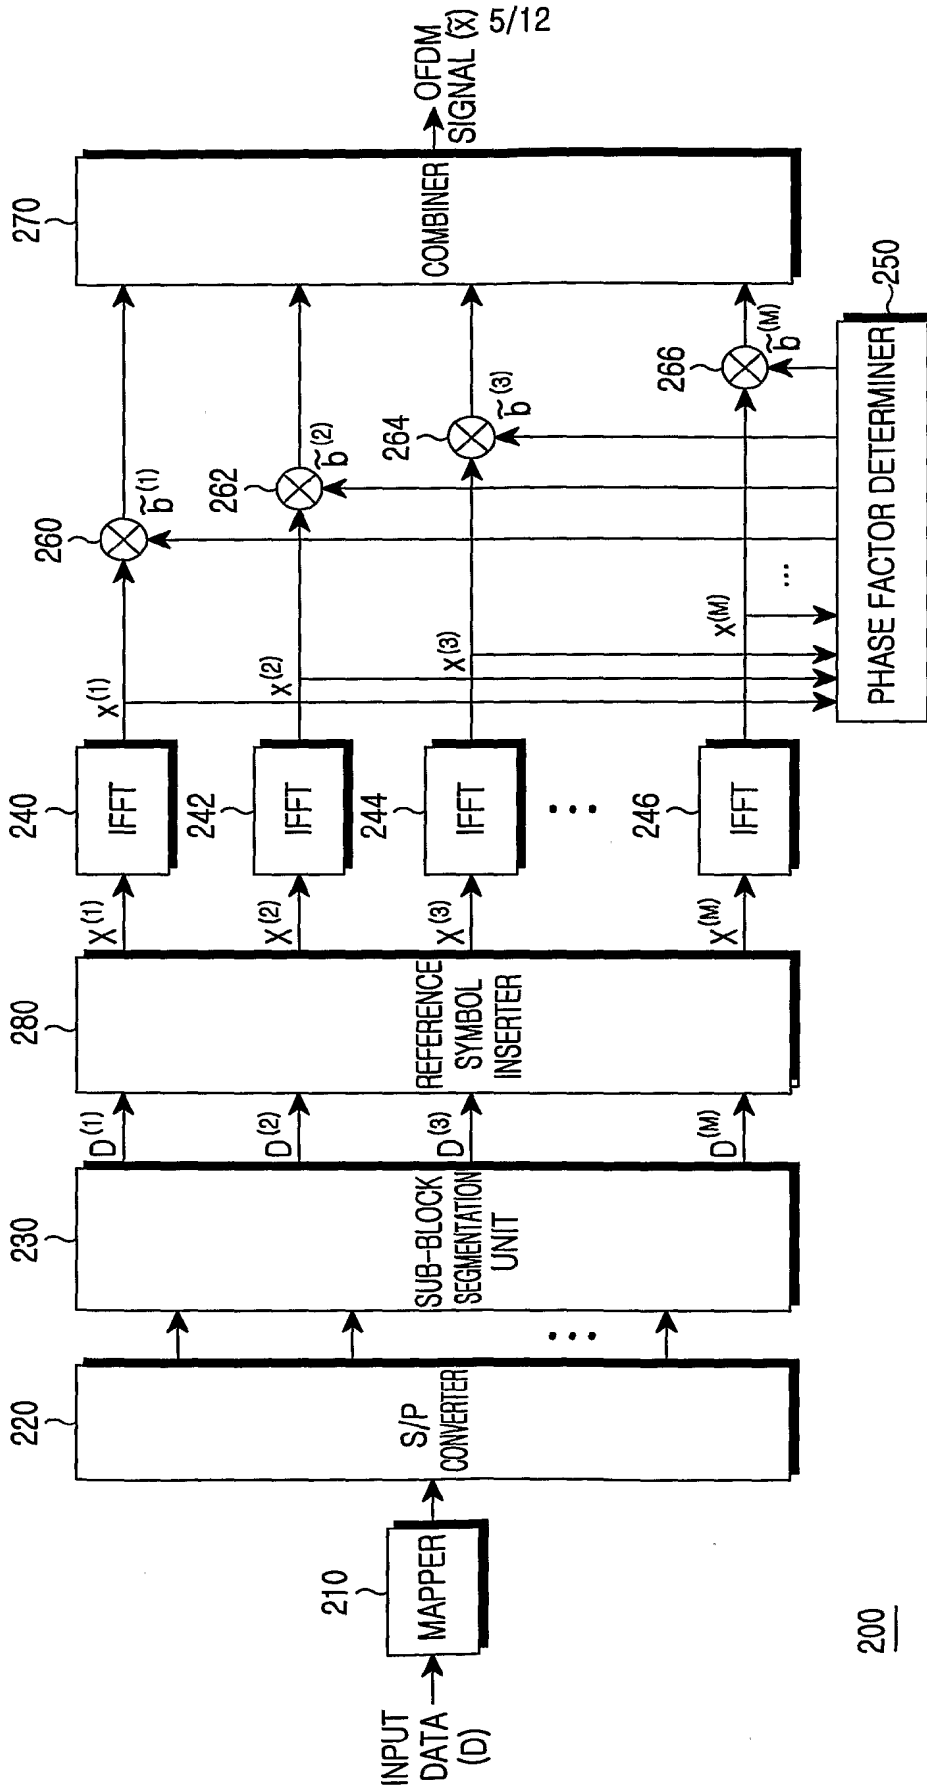 INPUT
DATA
(D)
210
MAPPER
220
S/P
CONVERTER
...
230
SUB-BLOCK
SEGMENTATION
UNIT
D(1)
D(2)
D(3)
D(M)
280
REFERENCE
SYMBOL
INSERTER
X(1)
X(2)
X(3)
X(M)
240
IFFT
242
IFFT
244
IFFT
...
246
IFFT
x(1)
x(2)
x(3)
x(M)
...
260
b̃(1)
262
b̃(2)
264
b̃(3)
266
b̃(M)
250
PHASE FACTOR DETERMINER
270
COMBINER
OFDM
SIGNAL (x̃)
5/12
200